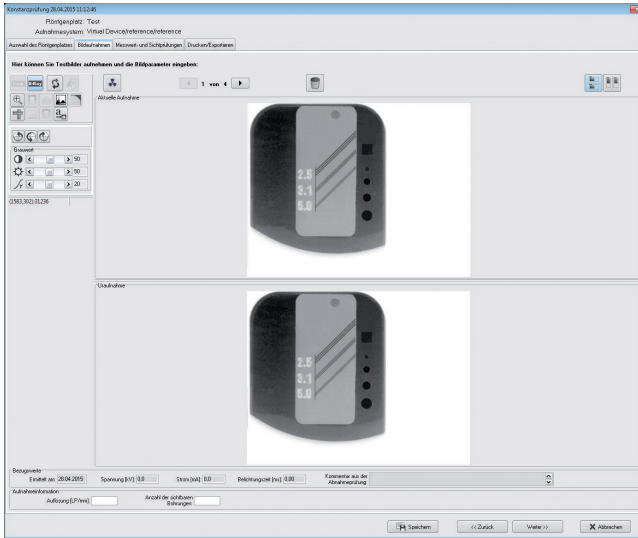 Konstanzprüfung 28.04.2015 11:12:46
Röntgenplatz: Test
Aufnahmesystem: Virtual Device/reference/reference
Auswahl des Röntgenplatzes Bildaufnahmen Messwert- und Sichtprüfungen Drucken/Exportieren
Hier können Sie Testbilder aufnehmen und die Bildparameter eingeben:
1 von 4
Aktuelle Aufnahme
Grauwert
50
50
20
(1583,302):31236
2.5
3.1
5.0
Uraufnahme
2.5
3.1
5.0
Bezugswerte
Ermittelt am: 28.04.2015 Spannung [kV]: 0,0 Strom [mA]: 0,0 Belichtungszeit [ms]: 0,00 Kommentar aus der Abnahmeprüfung:
Aufnahmeinformation
Auflösung [LP/mm]: Anzahl der sichtbaren Bohrungen:
Speichern << Zurück Weiter >> Abbrechen